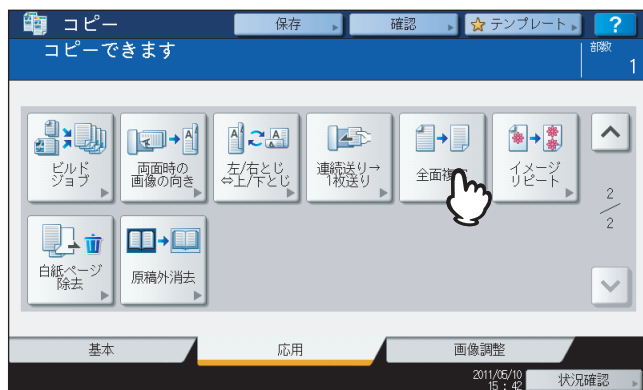 コピー
保存
確認
テンプレート
?
コピーできます
部数
1
ビルド
ジョブ
両面時の
画像の向き
左/右とじ
⇔上/下とじ
連続送り→
1枚送り
全面複
イメージ
リピート
2
2
白紙ページ
除去
原稿外消去
基本
応用
画像調整
2011/05/10
15:42
状況確認